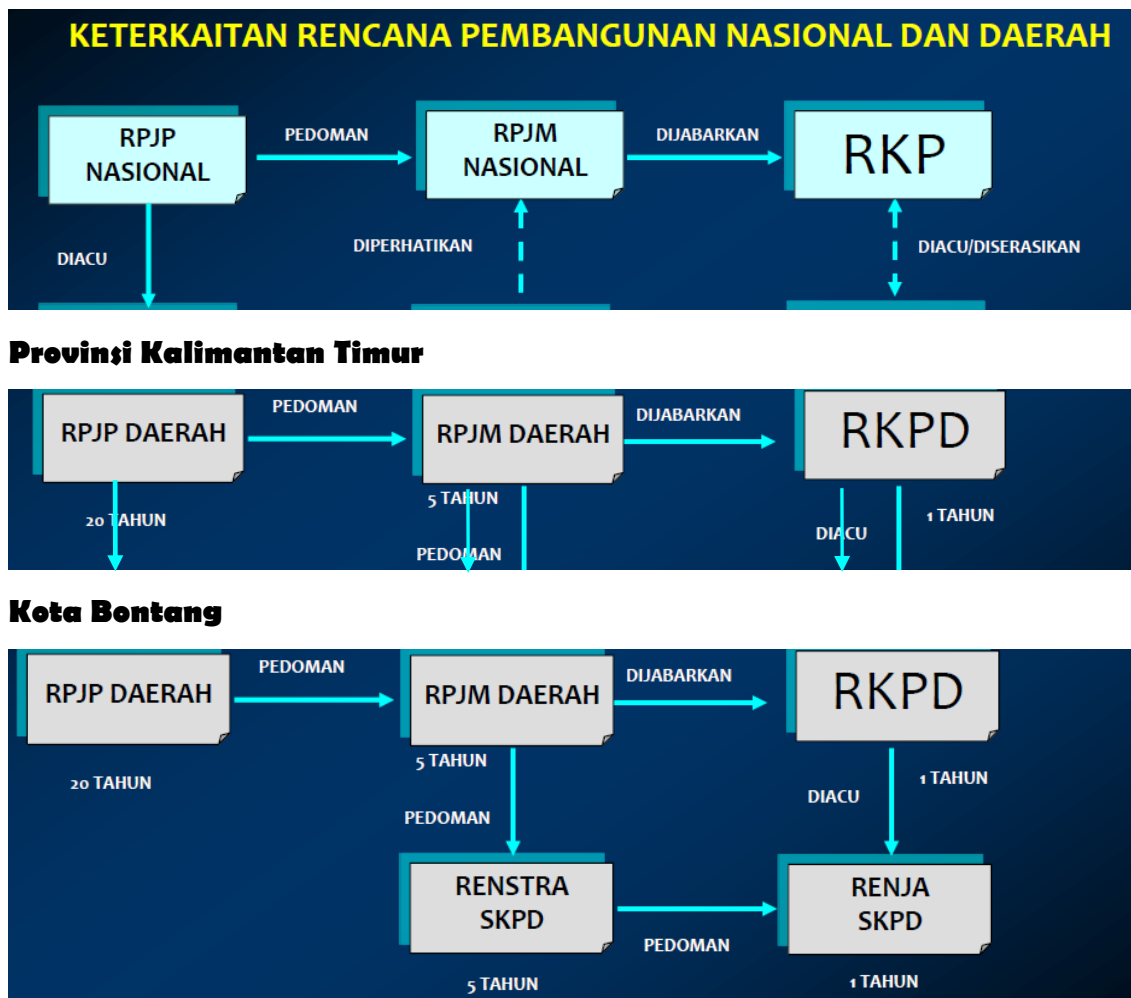 KETERKAITAN RENCANA PEMBANGUNAN NASIONAL DAN DAERAH
RPJP
NASIONAL
PEDOMAN
RPJM
NASIONAL
DIJABARKAN
RKP
DIACU
DIPERHATIKAN
DIACU/DISERASIKAN
Provinsi Kalimantan Timur
RPJP DAERAH
PEDOMAN
RPJM DAERAH
DIJABARKAN
RKPD
20 TAHUN
5 TAHUN
PEDOMAN
DIACU
1 TAHUN
Kota Bontang
RPJP DAERAH
PEDOMAN
RPJM DAERAH
DIJABARKAN
RKPD
20 TAHUN
5 TAHUN
PEDOMAN
DIACU
1 TAHUN
RENSTRA
SKPD
PEDOMAN
RENJA
SKPD
5 TAHUN
1 TAHUN